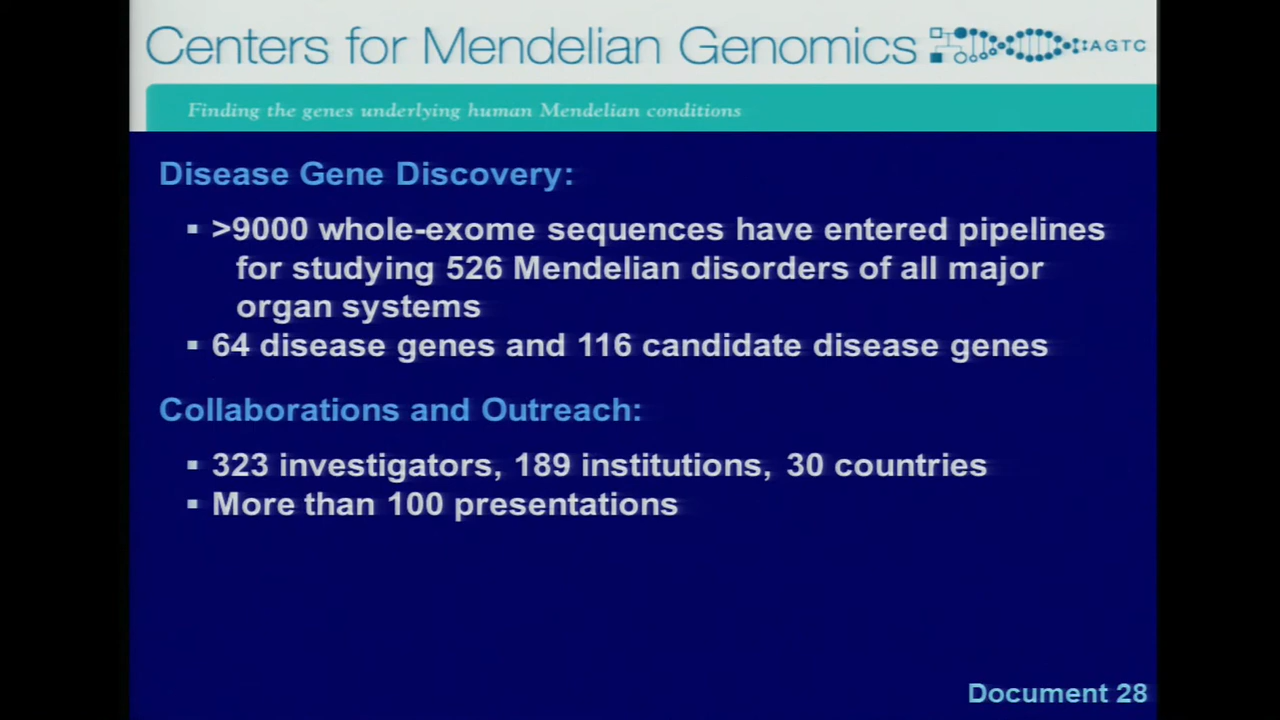 Centers for Mendelian Genomics
AGTC
Finding the genes underlying human Mendelian conditions
Disease Gene Discovery:
▪ >9000 whole-exome sequences have entered pipelines
for studying 526 Mendelian disorders of all major
organ systems
▪ 64 disease genes and 116 candidate disease genes
Collaborations and Outreach:
▪ 323 investigators, 189 institutions, 30 countries
▪ More than 100 presentations
Document 28